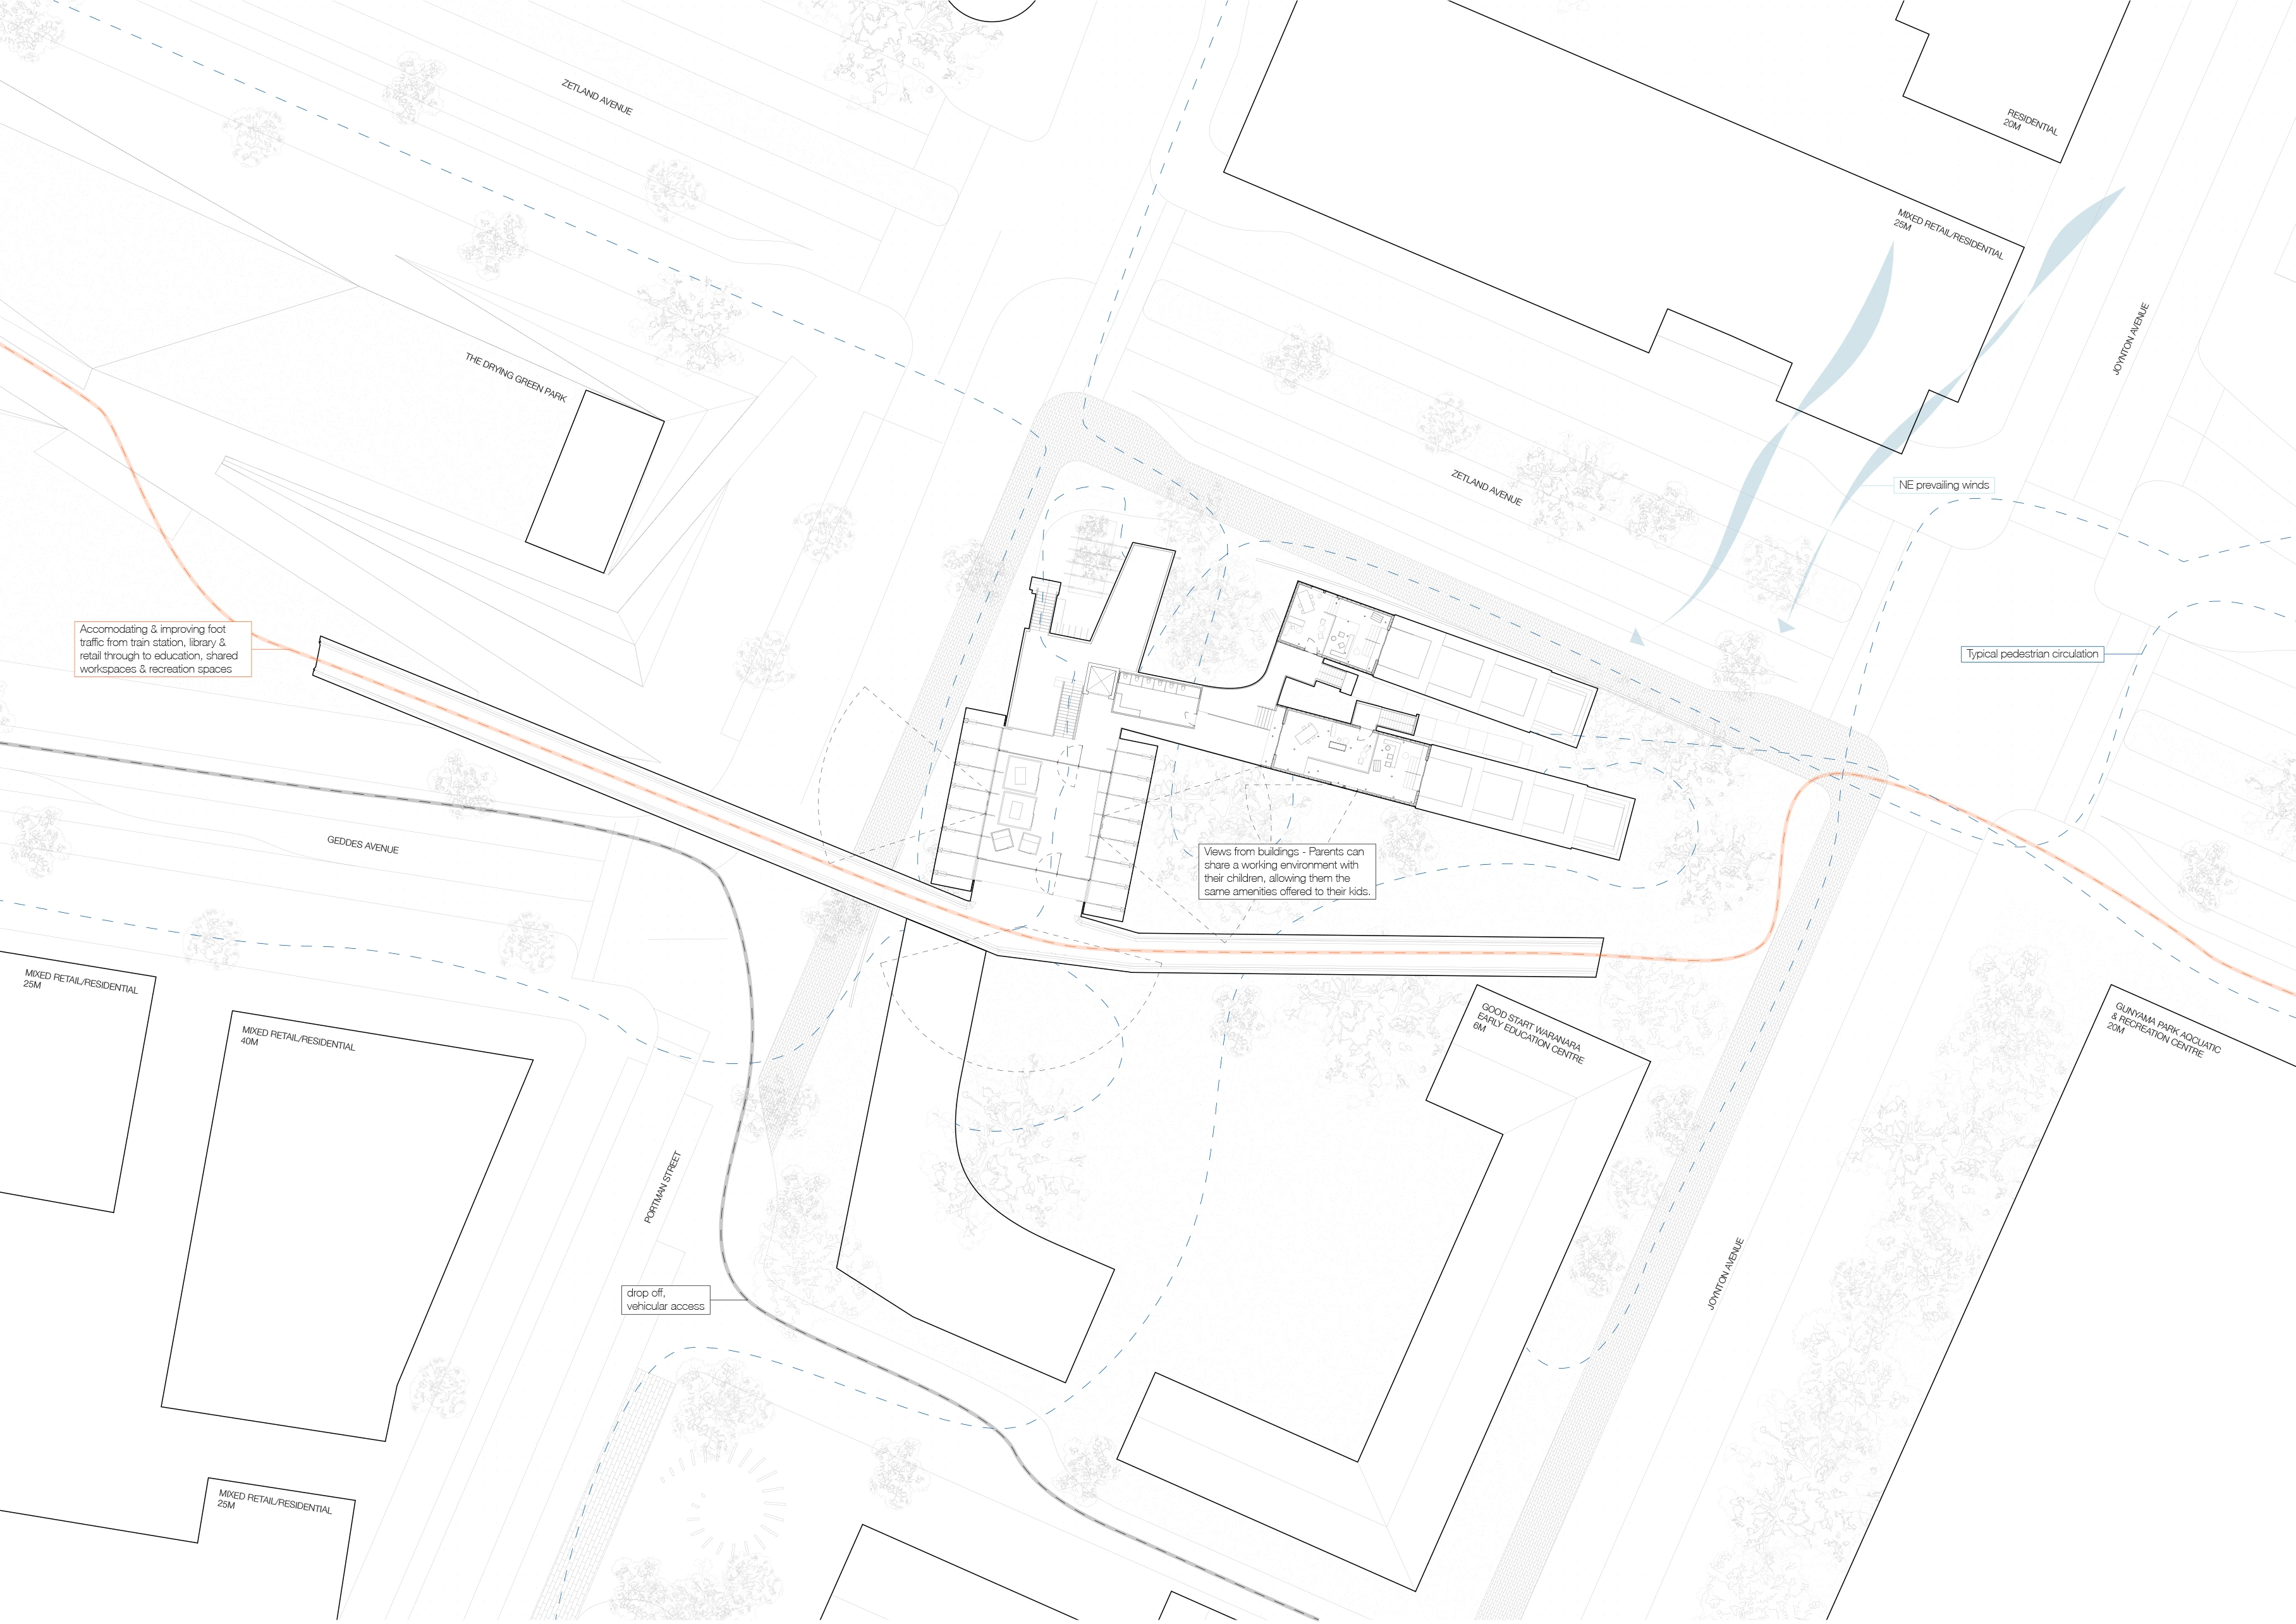 ZETLAND AVENUE
RESIDENTIAL
20M
MIXED RETAIL/RESIDENTIAL
25M
JOYNTON AVENUE
THE DRYING GREEN PARK
ZETLAND AVENUE
NE prevailing winds
Accomodating & improving foot
traffic from train station, library &
retail through to education, shared
workspaces & recreation spaces
Typical pedestrian circulation
GEDDES AVENUE
Views from buildings - Parents can
share a working environment with
their children, allowing them the
same amenities offered to their kids.
MIXED RETAIL/RESIDENTIAL
25M
MIXED RETAIL/RESIDENTIAL
40M
GOOD START WARANARA
EARLY EDUCATION CENTRE
6M
GUNYAMA PARK AQCUATIC
& RECREATION CENTRE
20M
PORTMAN STREET
drop off,
vehicular access
JOYNTON AVENUE
MIXED RETAIL/RESIDENTIAL
25M